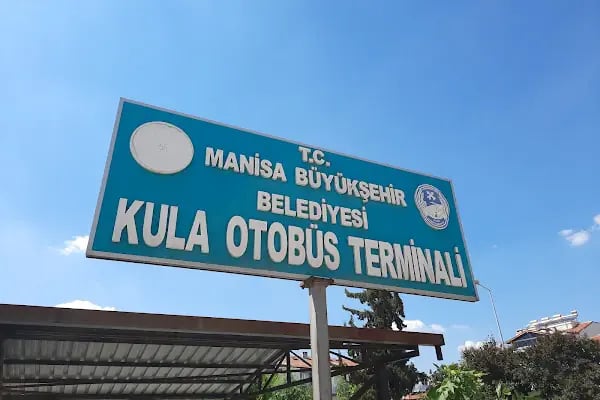 T.C.
MANİSA BÜYÜKŞEHİR
BELEDİYESİ
KULA OTOBÜS TERMİNALİ